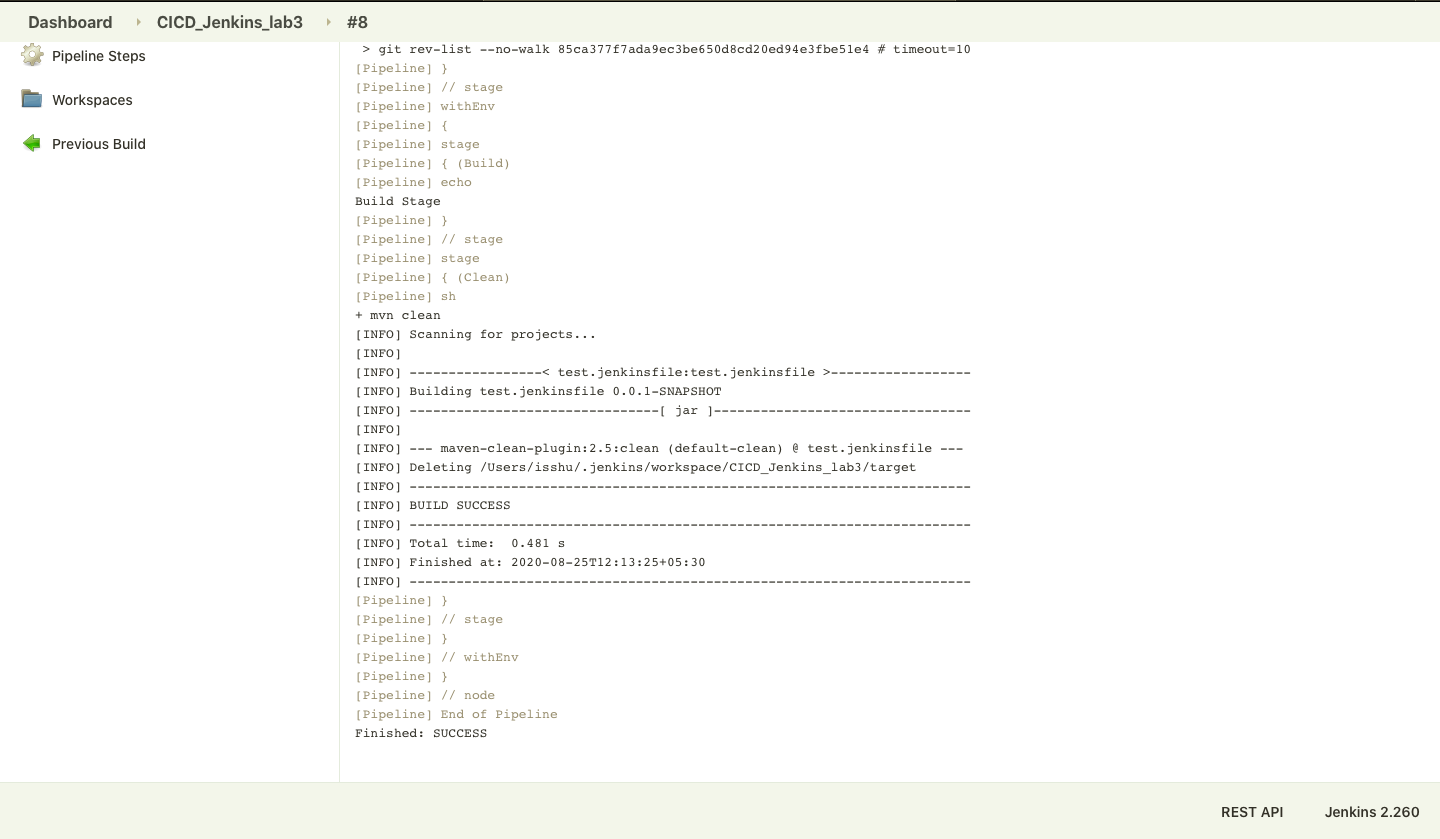 Dashboard CICD_Jenkins_lab3 #8
Pipeline Steps
Workspaces
Previous Build
> git rev-list --no-walk 85ca377f7ada9ec3be650d8cd20ed94e3fbe51e4 # timeout=10
[Pipeline] }
[Pipeline] // stage
[Pipeline] withEnv
[Pipeline] {
[Pipeline] stage
[Pipeline] { (Build)
[Pipeline] echo
Build Stage
[Pipeline] }
[Pipeline] // stage
[Pipeline] stage
[Pipeline] { (Clean)
[Pipeline] sh
+ mvn clean
[INFO] Scanning for projects...
[INFO]
[INFO] -----------------< test.jenkinsfile:test.jenkinsfile >------------------
[INFO] Building test.jenkinsfile 0.0.1-SNAPSHOT
[INFO] --------------------------------[ jar ]---------------------------------
[INFO]
[INFO] --- maven-clean-plugin:2.5:clean (default-clean) @ test.jenkinsfile ---
[INFO] Deleting /Users/isshu/.jenkins/workspace/CICD_Jenkins_lab3/target
[INFO] ------------------------------------------------------------------------
[INFO] BUILD SUCCESS
[INFO] ------------------------------------------------------------------------
[INFO] Total time:  0.481 s
[INFO] Finished at: 2020-08-25T12:13:25+05:30
[INFO] ------------------------------------------------------------------------
[Pipeline] }
[Pipeline] // stage
[Pipeline] }
[Pipeline] // withEnv
[Pipeline] }
[Pipeline] // node
[Pipeline] End of Pipeline
Finished: SUCCESS
REST API Jenkins 2.260